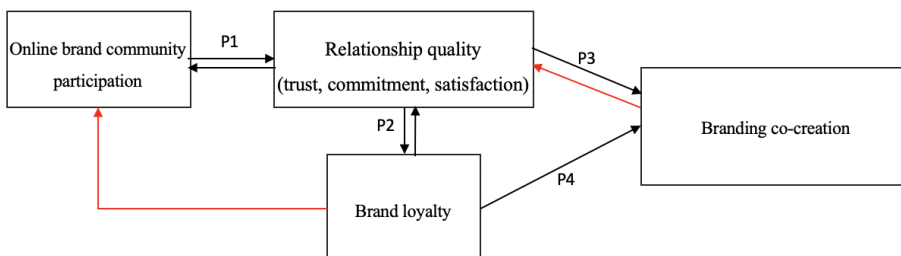 Online brand community
participation
P1
Relationship quality
(trust, commitment, satisfaction)
P3
Branding co-creation
P2
P4
Brand loyalty